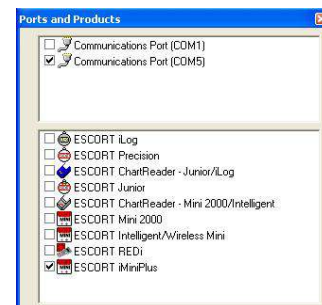 Ports and Products
Communications Port (COM1)
Communications Port (COM5)
ESCORT iLog
ESCORT Precision
ESCORT ChartReader - Junior/iLog
ESCORT Junior
ESCORT ChartReader - Mini 2000/Intelligent
ESCORT Mini 2000
ESCORT Intelligent/Wireless Mini
ESCORT REDi
ESCORT iMiniPlus